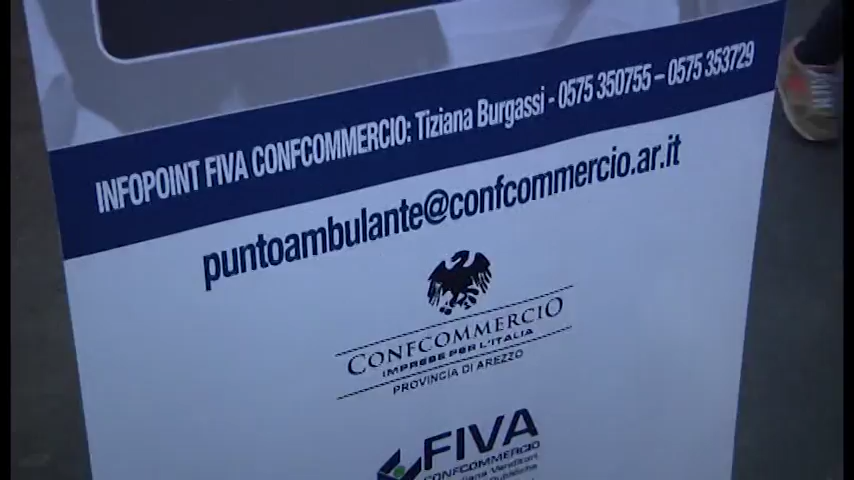 INFOPOINT FIVA CONFCOMMERCIO: Tiziana Burgassi - 0575 350755 – 0575 353729
puntoambulante@confcommercio.ar.it
CONFCOMMERCIO
IMPRESE PER L'ITALIA
PROVINCIA DI AREZZO
FIVA
CONFCOMMERCIO
Venditori